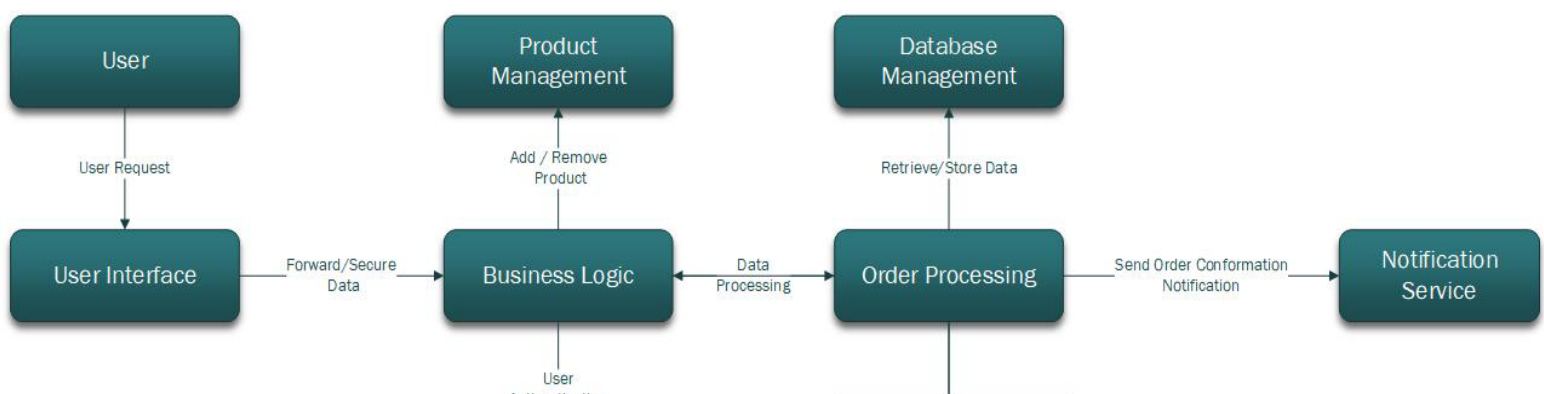 User
Product
Management
Database
Management
User Request
Add / Remove
Product
Retrieve/Store Data
User Interface
Forward/Secure
Data
Business Logic
Data
Processing
Order Processing
Send Order Conformation
Notification
Notification
Service
User